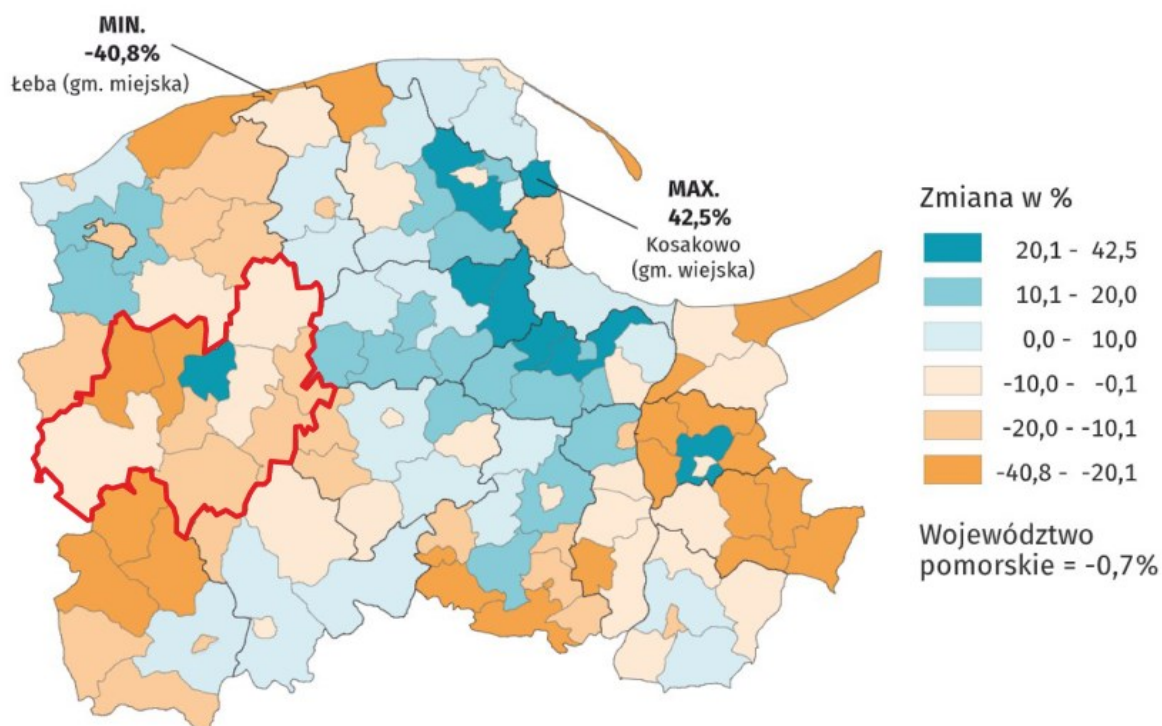 MIN.
-40,8%
Łeba (gm. miejska)
MAX.
42,5%
Kosakowo
(gm. wiejska)
Zmiana w %
20,1 - 42,5
10,1 - 20,0
0,0 - 10,0
-10,0 - -0,1
-20,0 - -10,1
-40,8 - -20,1
Województwo
pomorskie = -0,7%